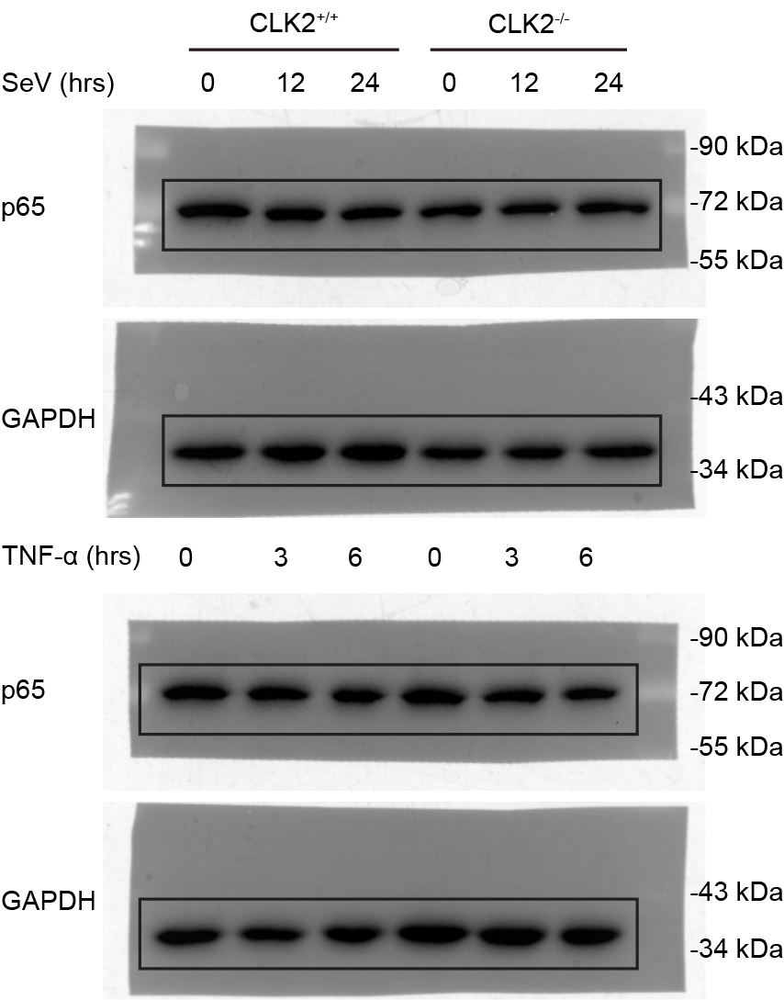 CLK2+/+ CLK2-/-
SeV (hrs) 0 12 24 0 12 24
-90 kDa
p65 -72 kDa
-55 kDa
-43 kDa
GAPDH
-34 kDa
TNF-α (hrs) 0 3 6 0 3 6
-90 kDa
p65 -72 kDa
-55 kDa
-43 kDa
GAPDH
-34 kDa